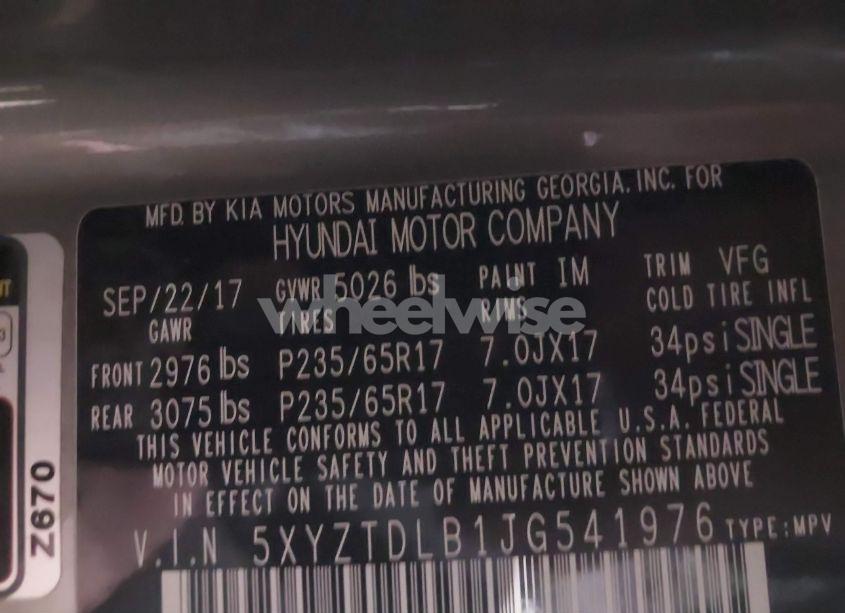 MFD. BY KIA MOTORS MANUFACTURING GEORGIA. INC. FOR
HYUNDAI MOTOR COMPANY
SEP/22/17 GVWR 5026 lbs PAINT IM TRIM VFG
GAWR TIRES RIMS COLD TIRE INFL
FRONT 2976 lbs P235/65R17 7.0JX17 34psi SINGLE
REAR 3075 lbs P235/65R17 7.0JX17 34psi SINGLE
THIS VEHICLE CONFORMS TO ALL APPLICABLE U.S.A. FEDERAL
MOTOR VEHICLE SAFETY AND THEFT PREVENTION STANDARDS
IN EFFECT ON THE DATE OF MANUFACTURE SHOWN ABOVE
V.I.N 5XYZTDLB1JG541976 TYPE:MPV
Z670
wheelwise